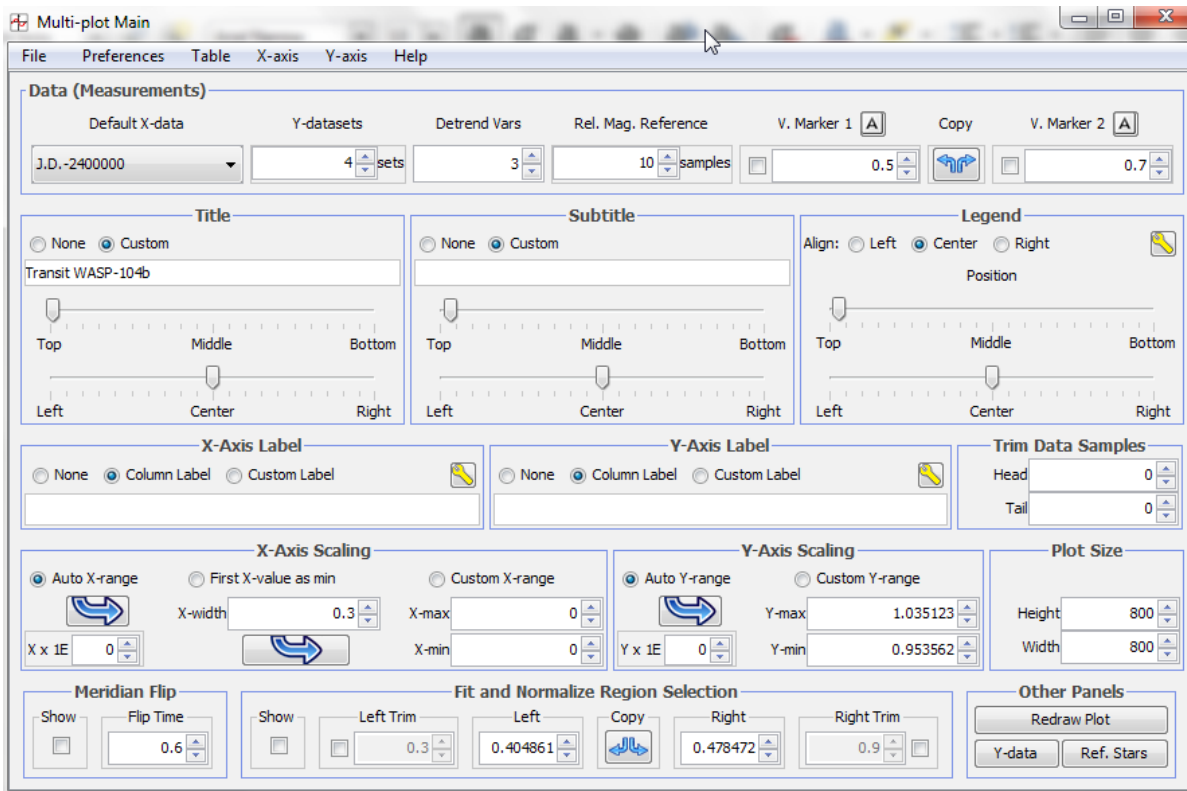 Multi-plot Main
File Preferences Table X-axis Y-axis Help
Data (Measurements)
Default X-data Y-datasets Detrend Vars Rel. Mag. Reference V. Marker 1 A Copy V. Marker 2 A
J.D.-2400000 4 sets 3 10 samples 0.5 0.7
Title Subtitle Legend
None Custom None Custom Align: Left Center Right
Transit WASP-104b Position
Top Middle Bottom Top Middle Bottom Top Middle Bottom
Left Center Right Left Center Right Left Center Right
X-Axis Label Y-Axis Label Trim Data Samples
None Column Label Custom Label None Column Label Custom Label Head 0
Tail 0
X-Axis Scaling Y-Axis Scaling Plot Size
Auto X-range First X-value as min Custom X-range Auto Y-range Custom Y-range
X-width 0.3 X-max 0 Y-max 1.035123 Height 800
X x 1E 0 X-min 0 Y x 1E 0 Y-min 0.953562 Width 800
Meridian Flip Fit and Normalize Region Selection Other Panels
Show Flip Time Show Left Trim Left Copy Right Right Trim Redraw Plot
0.6 0.3 0.404861 0.478472 0.9 Y-data Ref. Stars